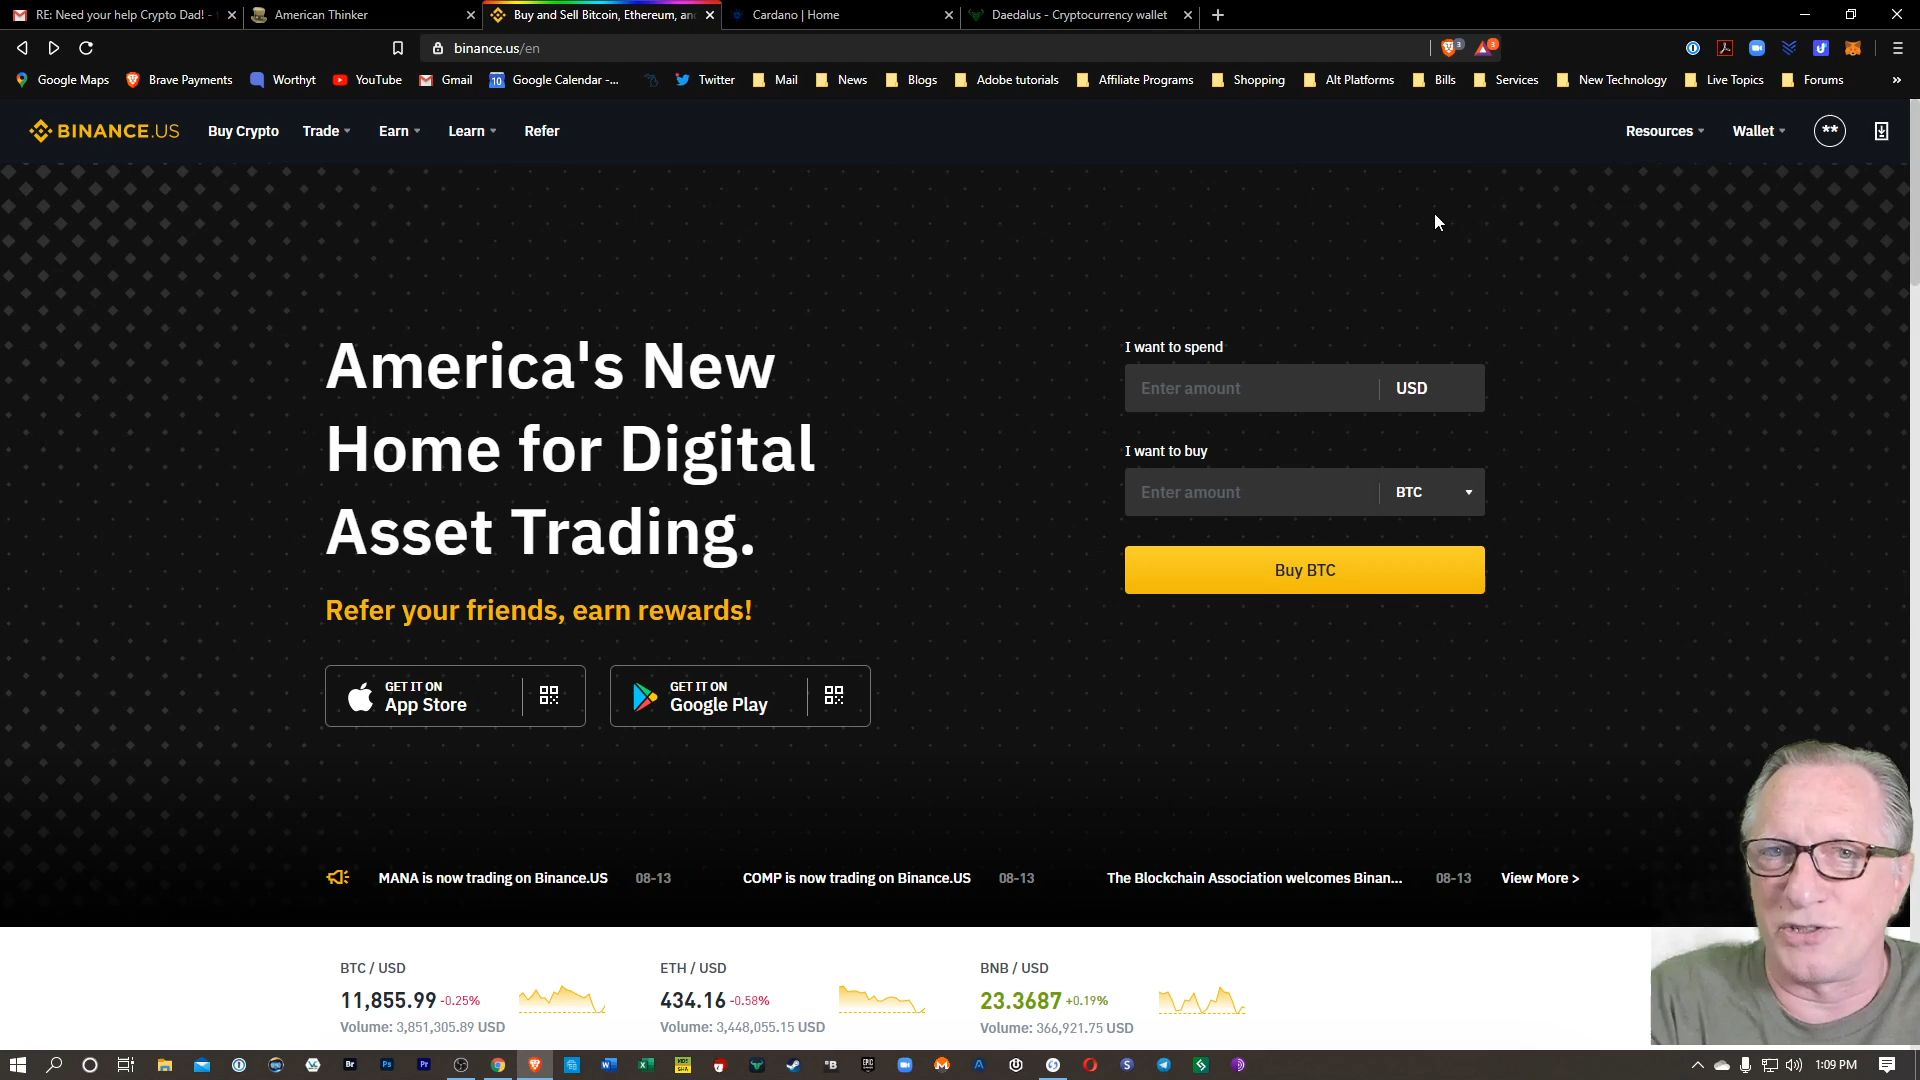 RE: Need your help Crypto Dad! -
American Thinker
Buy and Sell Bitcoin, Ethereum, an
Cardano | Home
Daedalus - Cryptocurrency wallet
binance.us/en
3
3
Google Maps
Brave Payments
Worthy
YouTube
Gmail
10
Google Calendar -...
Twitter
Mail
News
Blogs
Adobe tutorials
Affiliate Programs
Shopping
Alt Platforms
Bills
Services
New Technology
Live Topics
Forums
»
BINANCE.US
Buy Crypto
Trade
Earn
Learn
Refer
Resources
Wallet
**
America's New
Home for Digital
Asset Trading.
Refer your friends, earn rewards!
GET IT ON
App Store
GET IT ON
Google Play
I want to spend
Enter amount
USD
I want to buy
Enter amount
BTC
Buy BTC
MANA is now trading on Binance.US 08-13
COMP is now trading on Binance.US 08-13
The Blockchain Association welcomes Binan... 08-13
View More >
BTC / USD
11,855.99 -0.25%
Volume: 3,851,305.89 USD
ETH / USD
434.16 -0.58%
Volume: 3,448,055.15 USD
BNB / USD
23.3687 +0.19%
Volume: 366,921.75 USD
Br
Ps
Pr
1:09 PM